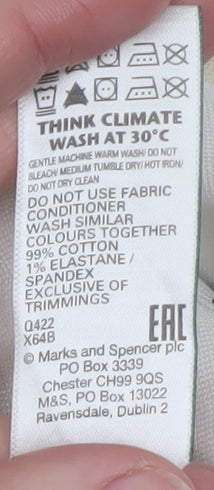 THINK CLIMATE
WASH AT 30°C
GENTLE MACHINE WARM WASH/ DO NOT
BLEACH/ MEDIUM TUMBLE DRY/ HOT IRON/
DO NOT DRY CLEAN
DO NOT USE FABRIC
CONDITIONER
WASH SIMILAR
COLOURS TOGETHER
99% COTTON
1% ELASTANE /
SPANDEX
EXCLUSIVE OF
TRIMMINGS
Q422
X64B
EAC
© Marks and Spencer plc
PO Box 3339
Chester CH99 9QS
M&S, PO Box 13022
Ravensdale, Dublin 2